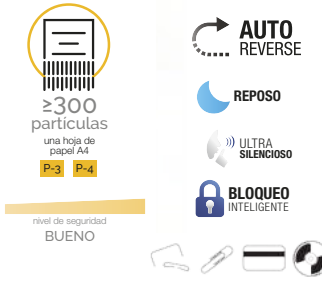 ≥300
partículas
una hoja de
papel A4
P-3 P-4
nivel de seguridad
BUENO
AUTO
REVERSE
REPOSO
ULTRA
SILENCIOSO
BLOQUEO
INTELIGENTE